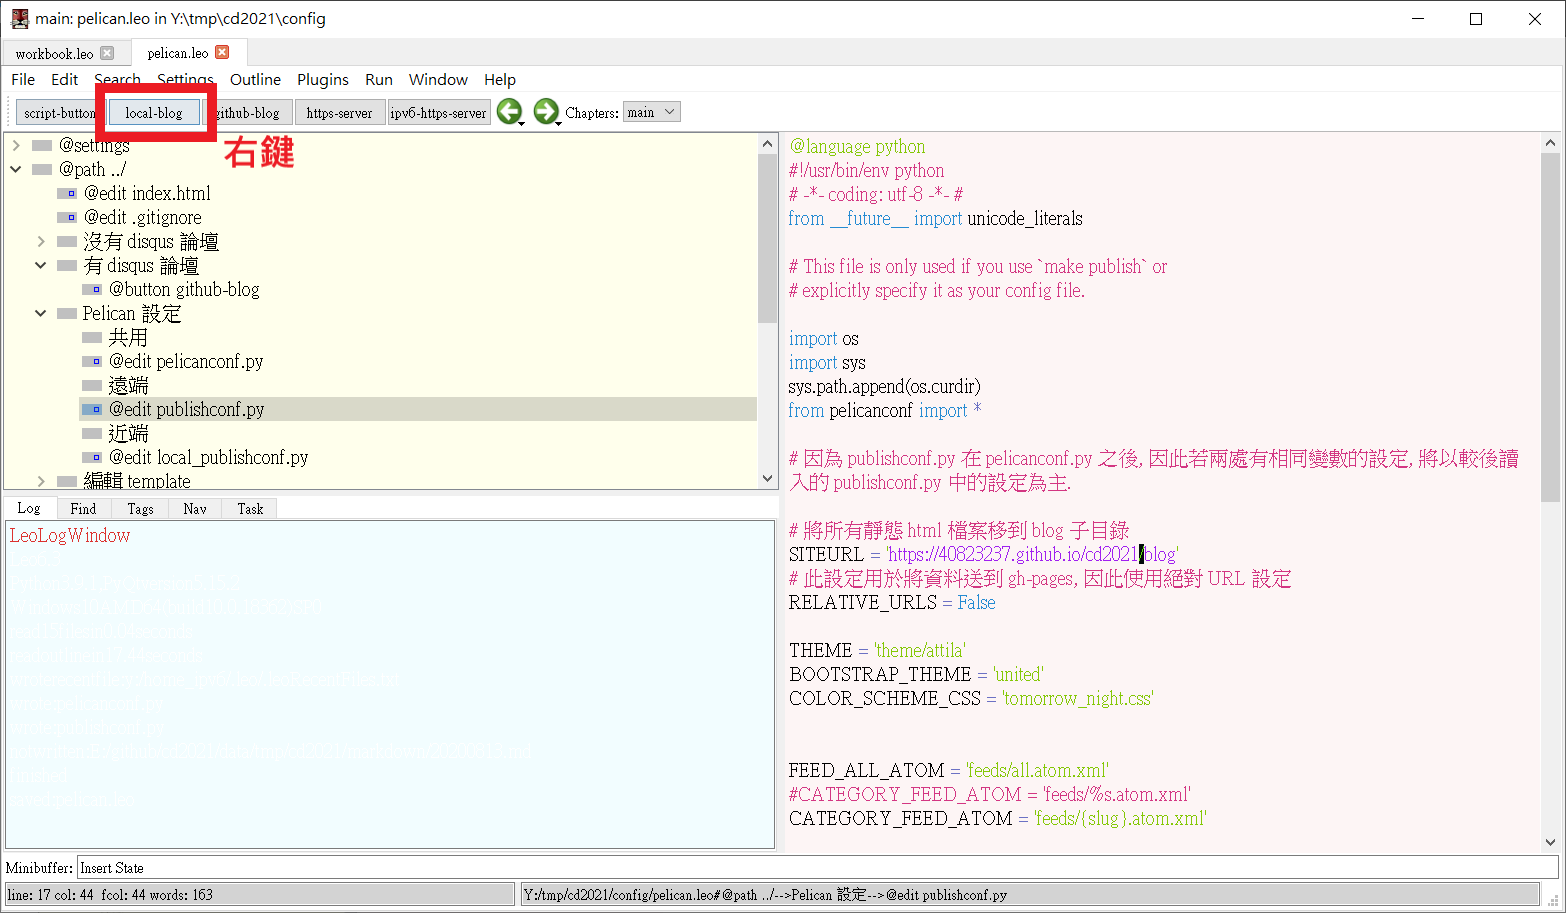 main: pelican.leo in Y:\tmp\cd2021\config
workbook.leo
pelican.leo
File Edit Search Settings Outline Plugins Run Window Help
script-button local-blog github-blog https-server ipv6-https-server Chapters: main
右鍵
@settings
@path ../
@edit index.html
@edit .gitignore
沒有 disqus 論壇
有 disqus 論壇
@button github-blog
Pelican 設定
共用
@edit pelicanconf.py
遠端
@edit publishconf.py
近端
@edit local_publishconf.py
編輯 template
Log Find Tags Nav Task
LeoLogWindow
@language python
#!/usr/bin/env python
# -*- coding: utf-8 -*- #
from __future__ import unicode_literals
# This file is only used if you use `make publish` or
# explicitly specify it as your config file.
import os
import sys
sys.path.append(os.curdir)
from pelicanconf import *
# 因為 publishconf.py 在 pelicanconf.py 之後, 因此若兩處有相同變數的設定, 將以較後讀
入的 publishconf.py 中的設定為主.
# 將所有靜態 html 檔案移到 blog 子目錄
SITEURL = 'https://40823237.github.io/cd2021/blog'
# 此設定用於將資料送到 gh-pages, 因此使用絕對 URL 設定
RELATIVE_URLS = False
THEME = 'theme/attila'
BOOTSTRAP_THEME = 'united'
COLOR_SCHEME_CSS = 'tomorrow_night.css'
FEED_ALL_ATOM = 'feeds/all.atom.xml'
#CATEGORY_FEED_ATOM = 'feeds/%s.atom.xml'
CATEGORY_FEED_ATOM = 'feeds/{slug}.atom.xml'
Minibuffer: Insert State
line: 17 col: 44 fcol: 44 words: 163
Y:/tmp/cd2021/config/pelican.leo#@path ../-->Pelican 設定-->@edit publishconf.py